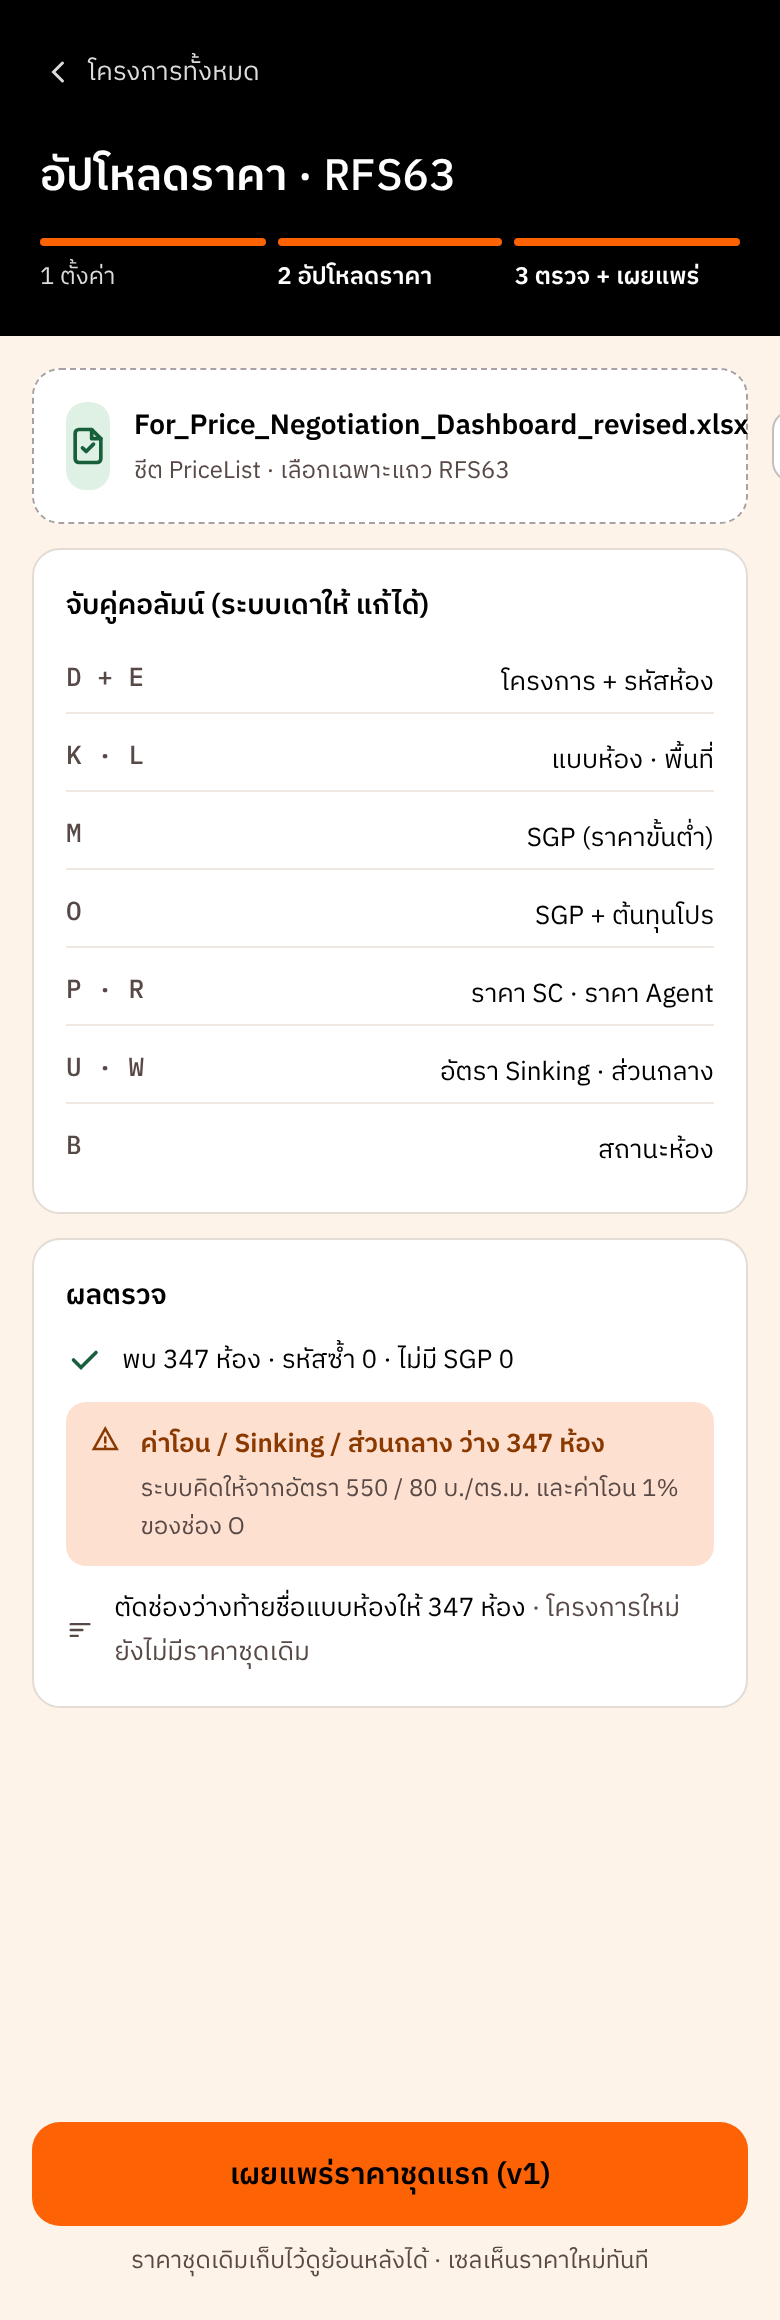 โครงการทั้งหมด
อัปโหลดราคา · RFS63
1 ตั้งค่า
2 อัปโหลดราคา
3 ตรวจ + เผยแพร่
For_Price_Negotiation_Dashboard_revised.xlsx
ชีต PriceList · เลือกเฉพาะแถว RFS63
จับคู่คอลัมน์ (ระบบเดาให้ แก้ได้)
D + E โครงการ + รหัสห้อง
K · L แบบห้อง · พื้นที่
M SGP (ราคาขั้นต่ำ)
O SGP + ต้นทุนโปร
P · R ราคา SC · ราคา Agent
U · W อัตรา Sinking · ส่วนกลาง
B สถานะห้อง
ผลตรวจ
พบ 347 ห้อง · รหัสซ้ำ 0 · ไม่มี SGP 0
ค่าโอน / Sinking / ส่วนกลาง ว่าง 347 ห้อง
ระบบคิดให้จากอัตรา 550 / 80 บ./ตร.ม. และค่าโอน 1%
ของช่อง O
ตัดช่องว่างท้ายชื่อแบบห้องให้ 347 ห้อง · โครงการใหม่
ยังไม่มีราคาชุดเดิม
เผยแพร่ราคาชุดแรก (v1)
ราคาชุดเดิมเก็บไว้ดูย้อนหลังได้ · เซลเห็นราคาใหม่ทันที